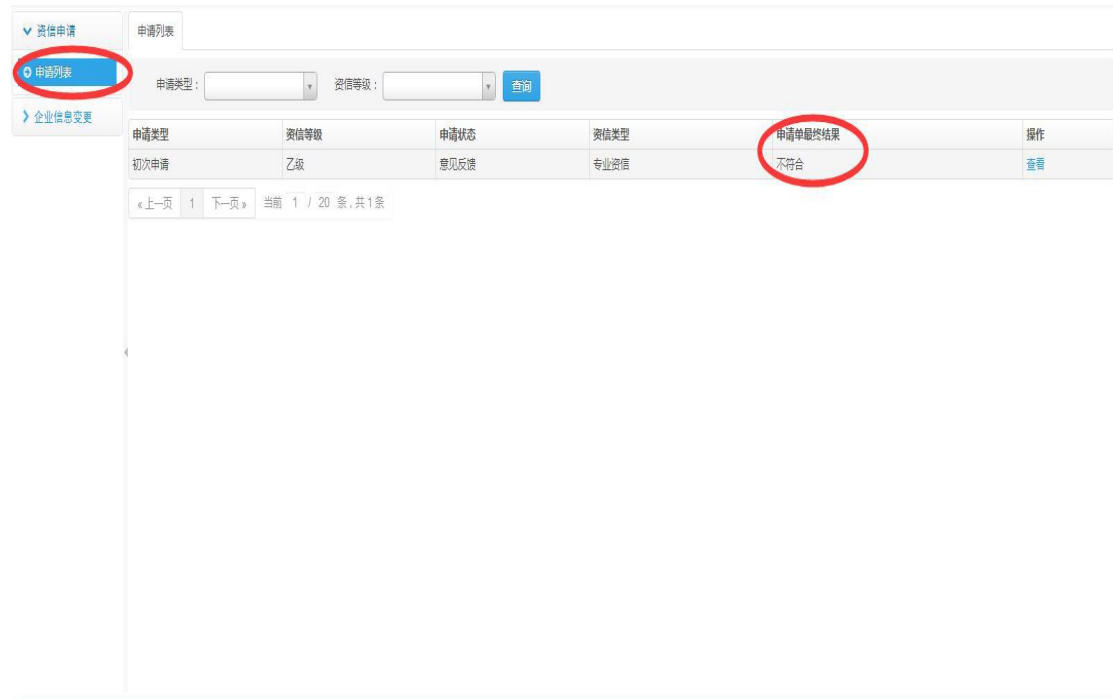 资信申请
申请列表
企业信息变更
申请列表
申请类型： 资信等级： 查询
申请类型 资信等级 申请状态 资信类型 申请单最终结果 操作
初次申请 乙级 意见反馈 专业资信 不符合 查看
«上一页 1 下一页» 当前 1 / 20 条,共1条